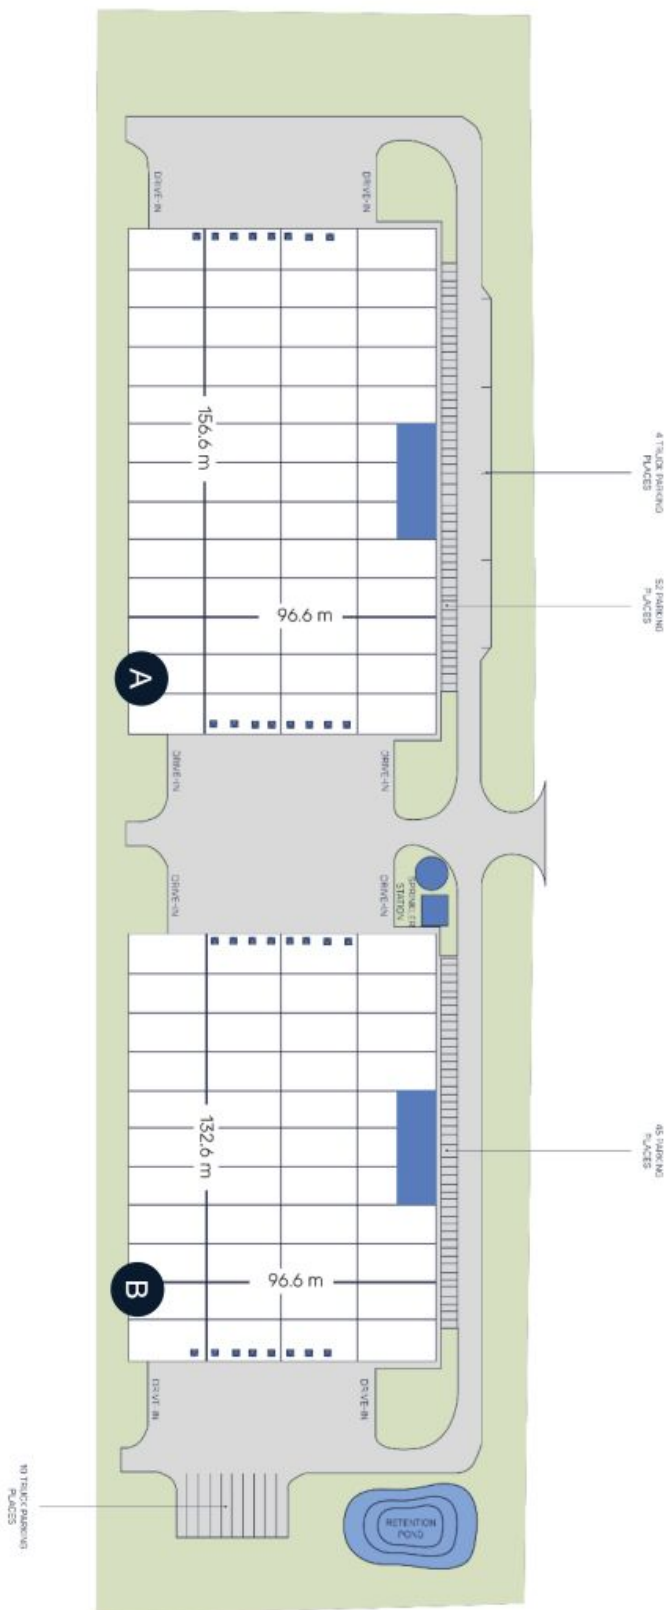 DRIVE-IN
DRIVE-IN
4 TRUCK PARKING
PLACES
156.6 m
52 PARKING
PLACES
96.6 m
A
DRIVE-IN
DRIVE-IN
DRIVE-IN
DRIVE-IN
SPRINKLER
STATION
132.6 m
45 PARKING
PLACES
96.6 m
B
DRIVE-IN
DRIVE-IN
10 TRUCK PARKING
PLACES
RETENTION
POND